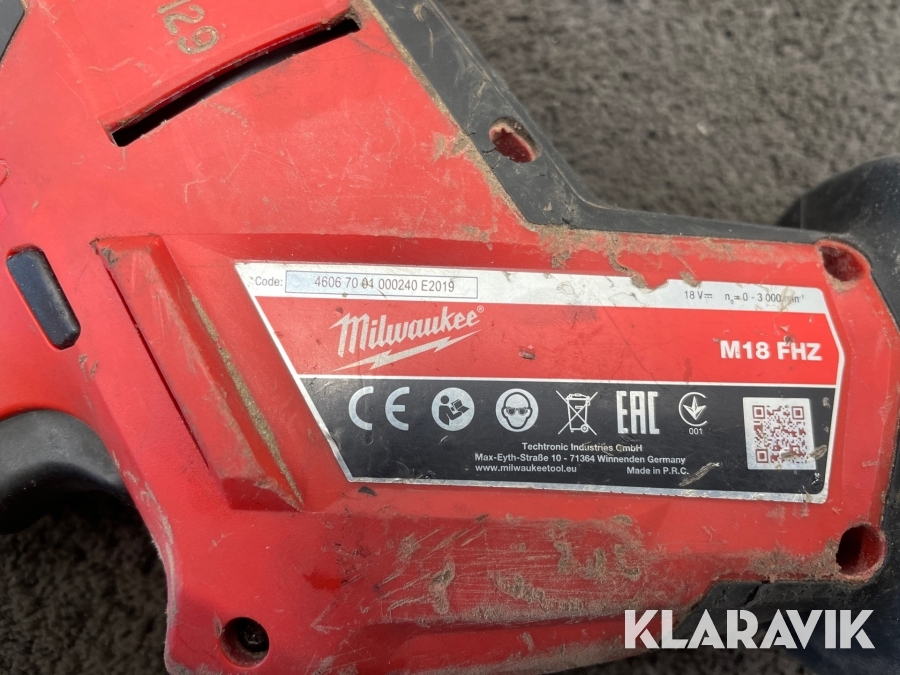 129
Code: 4606 70 01 000240 E2019
18 V⎓ n₀= 0 - 3 000 min⁻¹
Milwaukee®
M18 FHZ
CE
EAC
001
Techtronic Industries GmbH
Max-Eyth-Straße 10 - 71364 Winnenden Germany
www.milwaukeetool.eu Made in P.R.C.
KLARAVIK